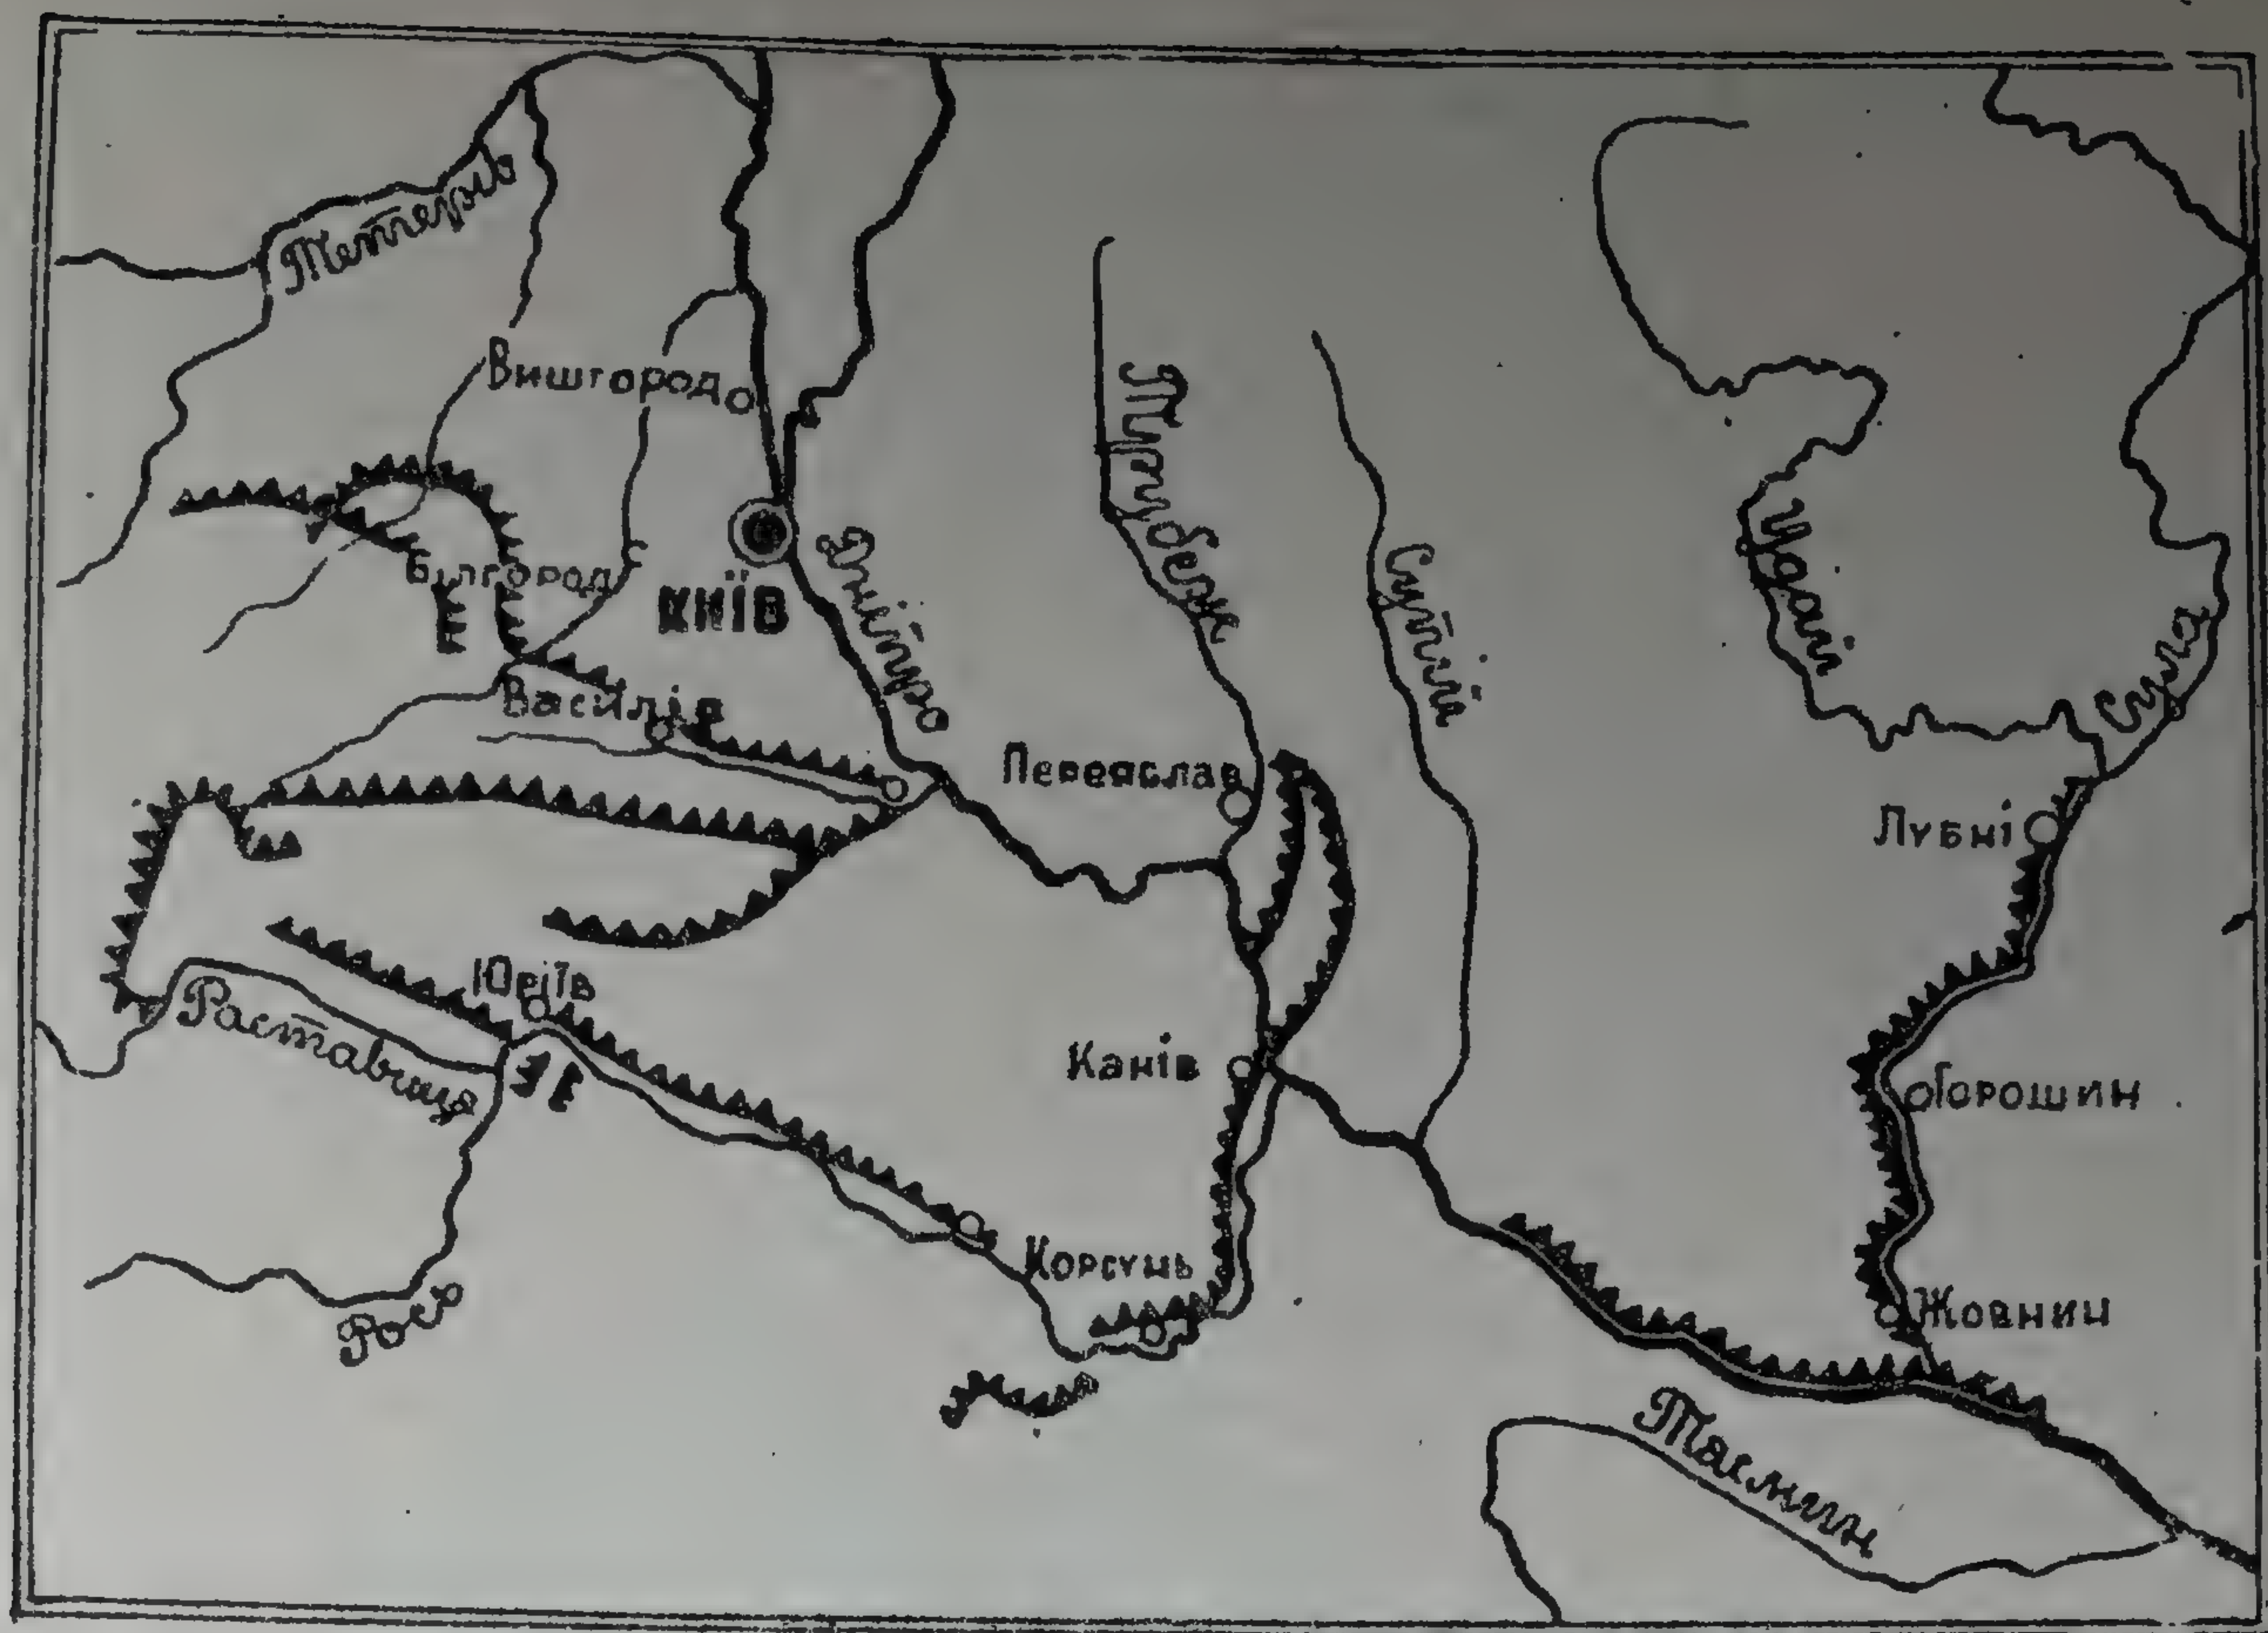 Тетерів
Вишгород
Трубеж
Білгород
Київ
Дніпро
Супій
Удай
Сула
Василів
Переяслав
Лубні
Юріїв
Раставиця
Канів
Горошин
Корсунь
Рось
Жовнин
Тясмин